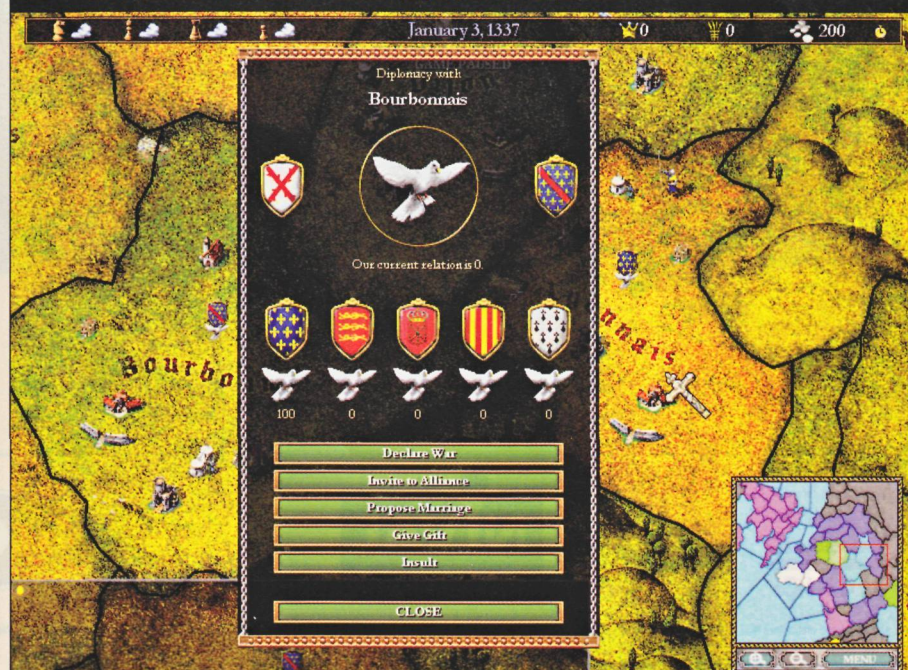 January 3, 1337
0
0
200
GAME PAUSED
Diplomacy with
Bourbonnais
Our current relation is 0.
100 0 0 0 0
Declare War
Invite to Alliance
Propose Marriage
Give Gift
Insult
CLOSE
Bourbo
nnais
MENU